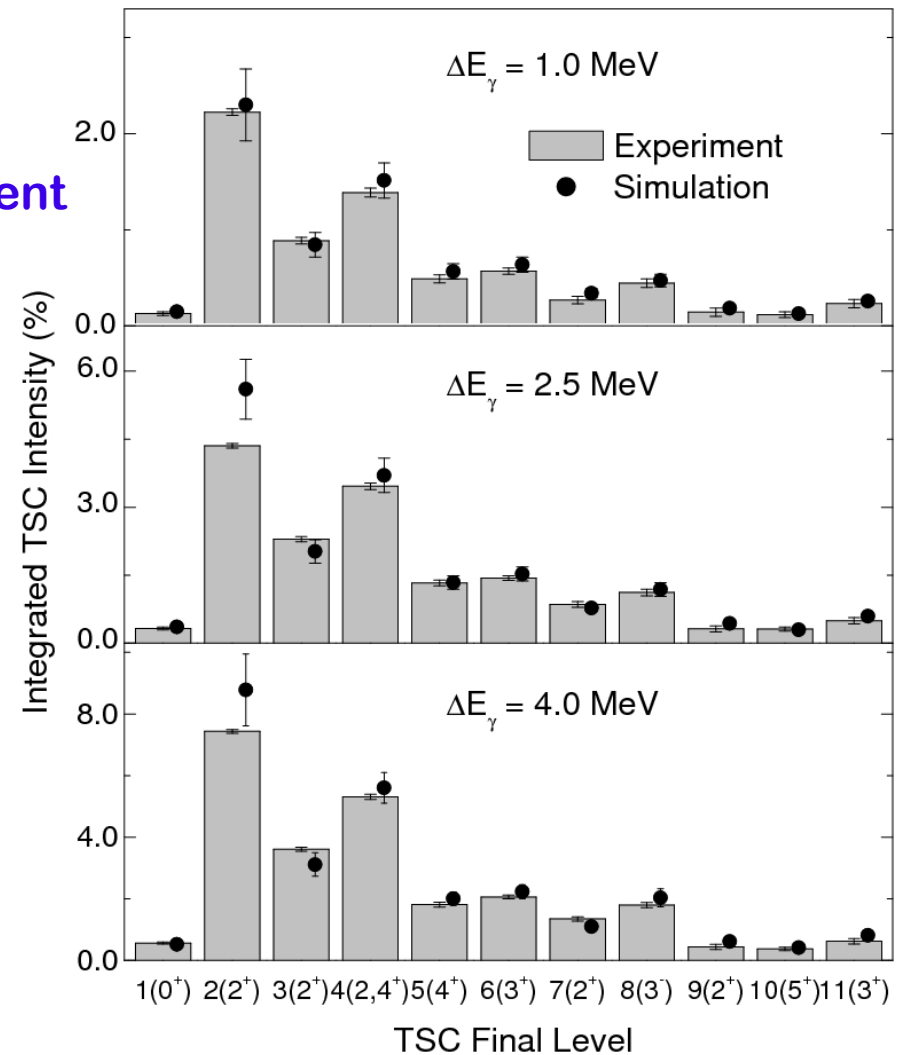 ΔEγ = 1.0 MeV
2.0
Experiment
Simulation
ent
0.0
Integrated TSC Intensity (%)
6.0
ΔEγ = 2.5 MeV
3.0
0.0
8.0
ΔEγ = 4.0 MeV
4.0
0.0
1(0⁺) 2(2⁺) 3(2⁺) 4(2,4⁺) 5(4⁺) 6(3⁺) 7(2⁺) 8(3⁻) 9(2⁺) 10(5⁺) 11(3⁺)
TSC Final Level